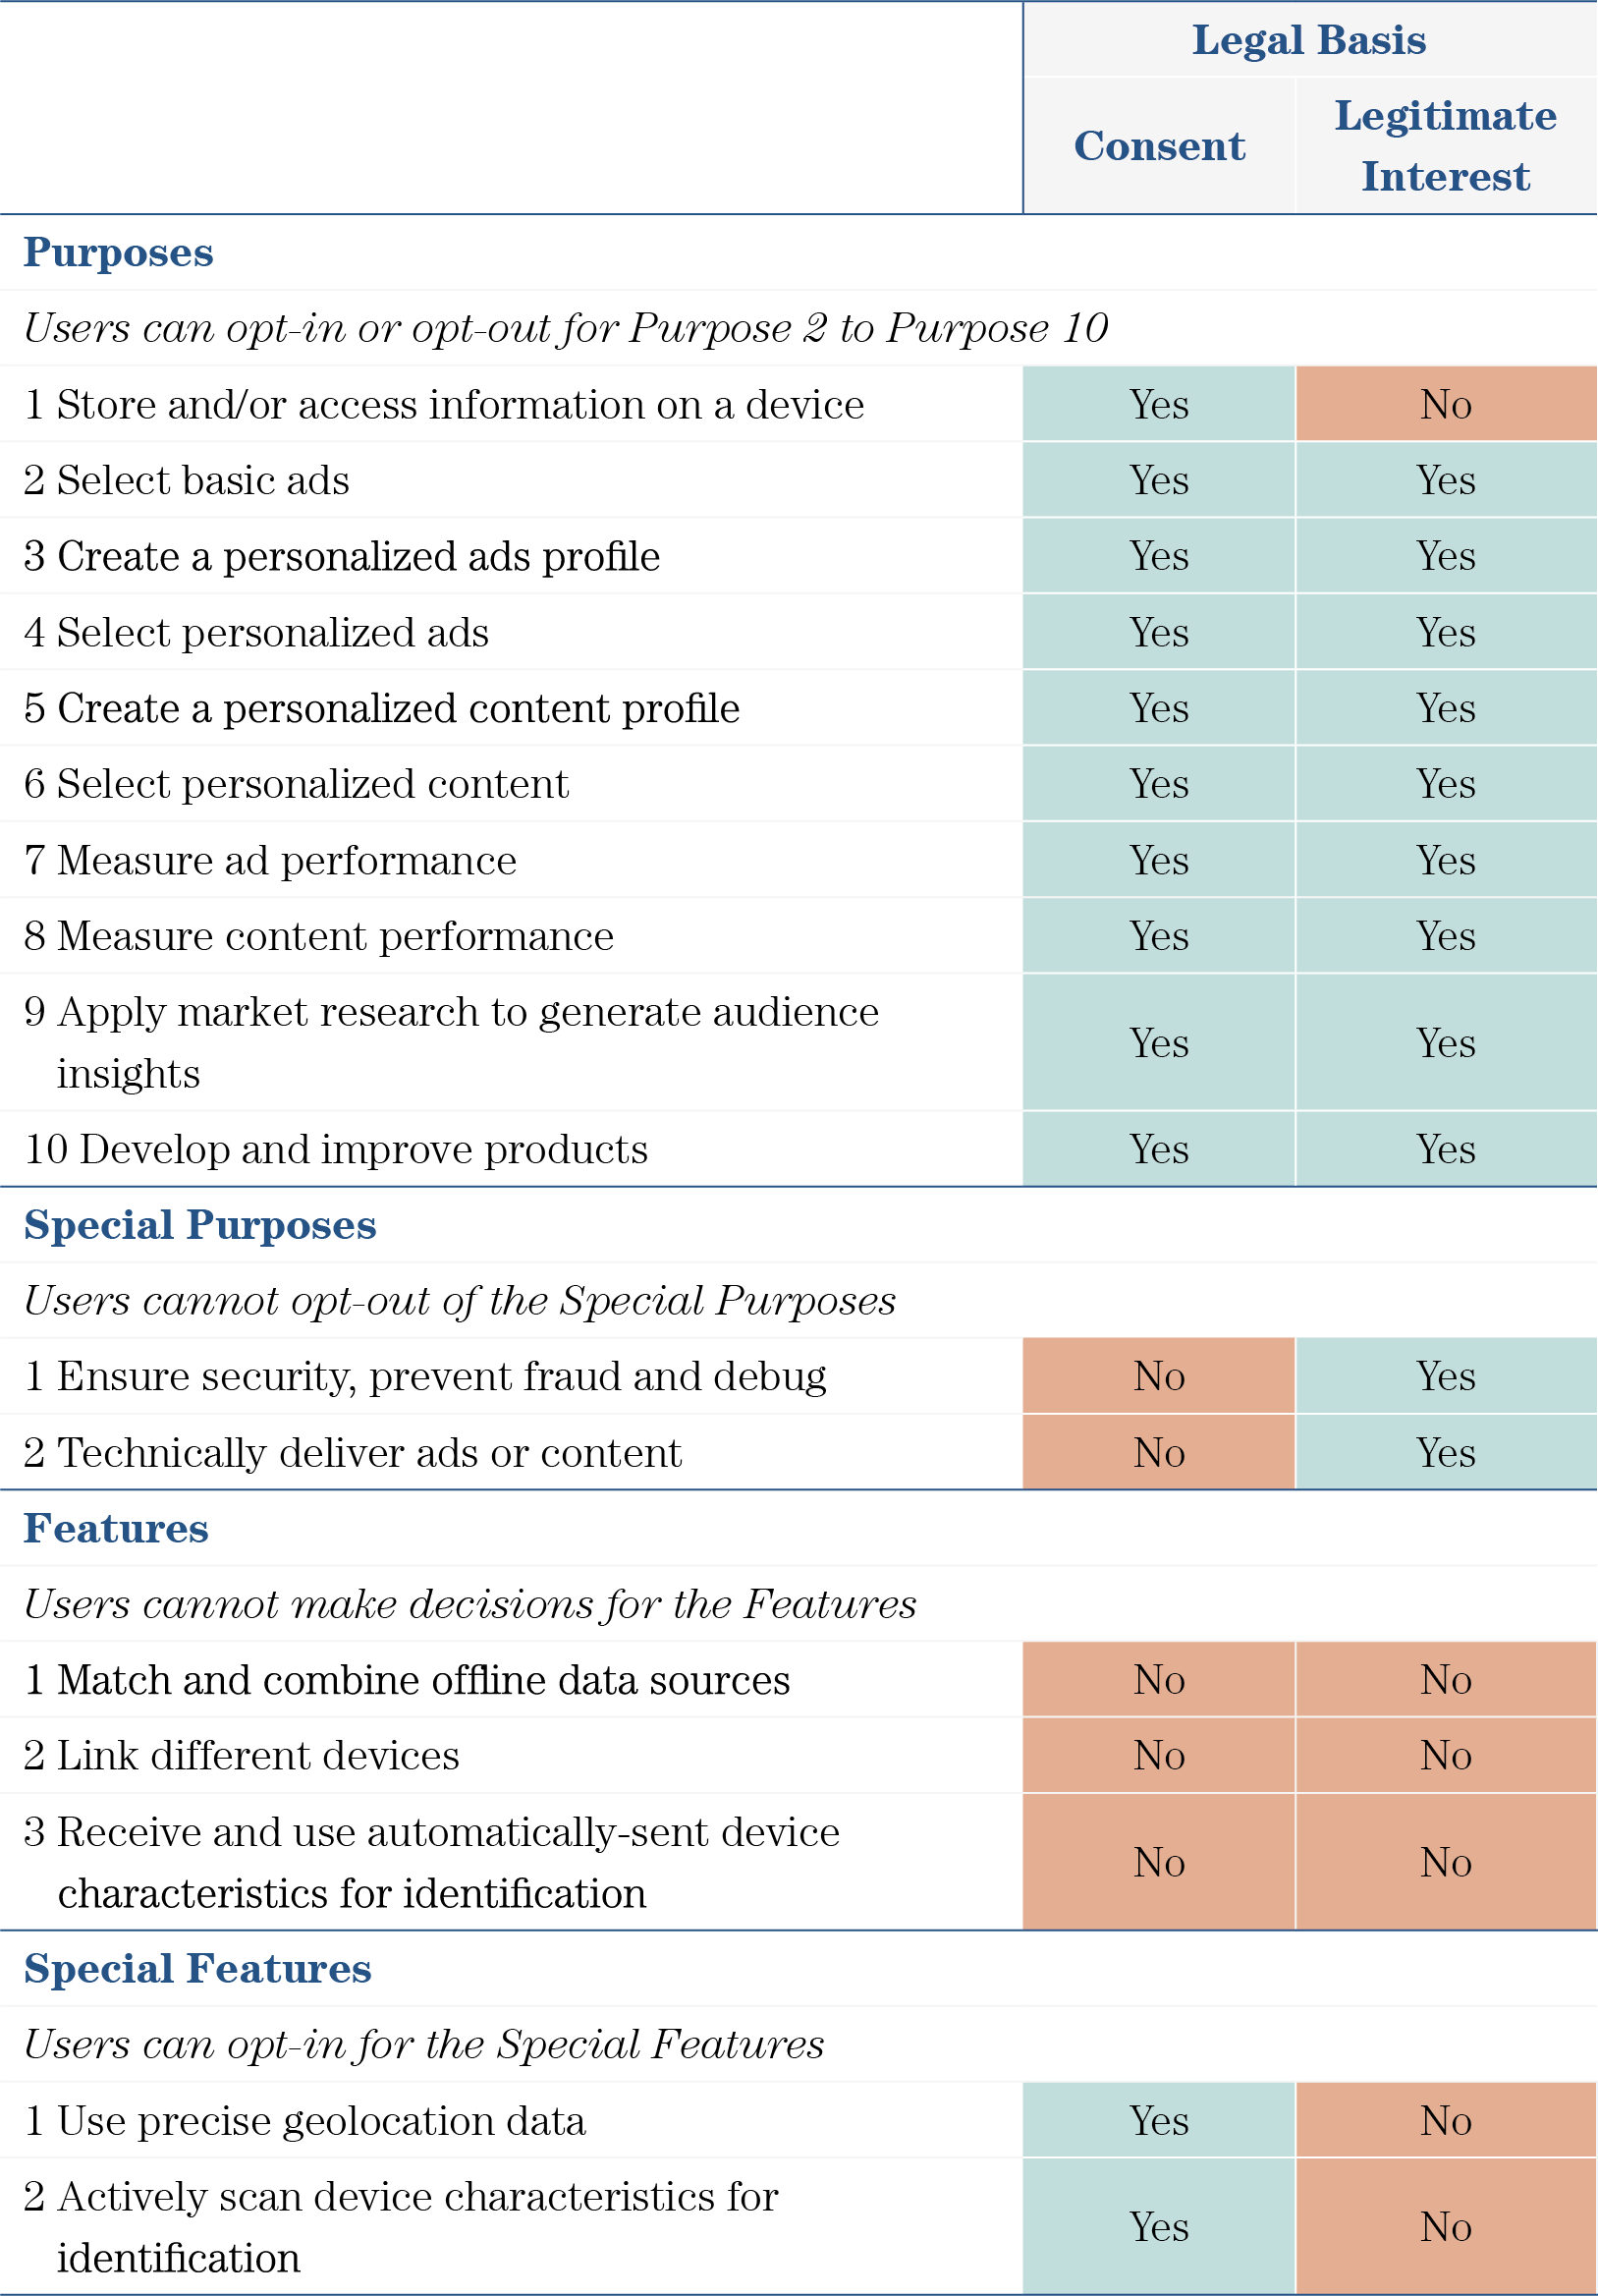 Legal Basis
Consent
Legitimate
Interest
Purposes
Users can opt-in or opt-out for Purpose 2 to Purpose 10
1 Store and/or access information on a device Yes No
2 Select basic ads Yes Yes
3 Create a personalized ads profile Yes Yes
4 Select personalized ads Yes Yes
5 Create a personalized content profile Yes Yes
6 Select personalized content Yes Yes
7 Measure ad performance Yes Yes
8 Measure content performance Yes Yes
9 Apply market research to generate audience
insights Yes Yes
10 Develop and improve products Yes Yes
Special Purposes
Users cannot opt-out of the Special Purposes
1 Ensure security, prevent fraud and debug No Yes
2 Technically deliver ads or content No Yes
Features
Users cannot make decisions for the Features
1 Match and combine offline data sources No No
2 Link different devices No No
3 Receive and use automatically-sent device
characteristics for identification No No
Special Features
Users can opt-in for the Special Features
1 Use precise geolocation data Yes No
2 Actively scan device characteristics for
identification Yes No